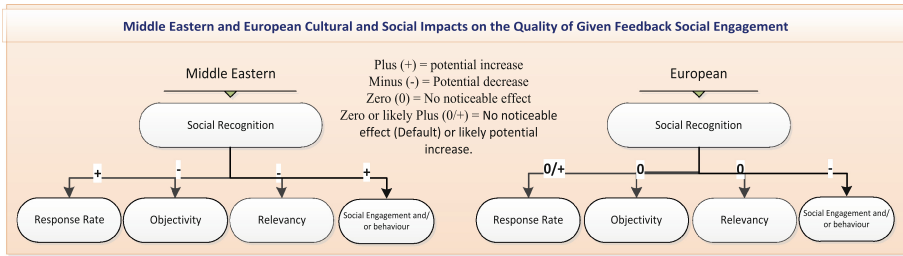 Middle Eastern and European Cultural and Social Impacts on the Quality of Given Feedback Social Engagement
Plus (+) = potential increase
Minus (-) = Potential decrease
Zero (0) = No noticeable effect
Zero or likely Plus (0/+) = No noticeable
effect (Default) or likely potential
increase.
Middle Eastern
Social Recognition
+
-
-
+
Response Rate
Objectivity
Relevancy
Social Engagement and/
or behaviour
European
Social Recognition
0/+
0
0
-
Response Rate
Objectivity
Relevancy
Social Engagement and/
or behaviour